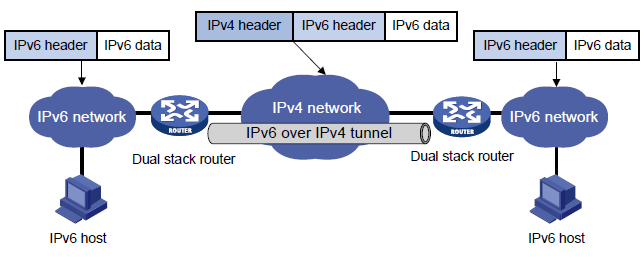 IPv6 header IPv6 data
IPv4 header IPv6 header IPv6 data
IPv6 header IPv6 data
IPv6 network
ROUTER
Dual stack router
IPv4 network
IPv6 over IPv4 tunnel
ROUTER
Dual stack router
IPv6 network
IPv6 host
IPv6 host